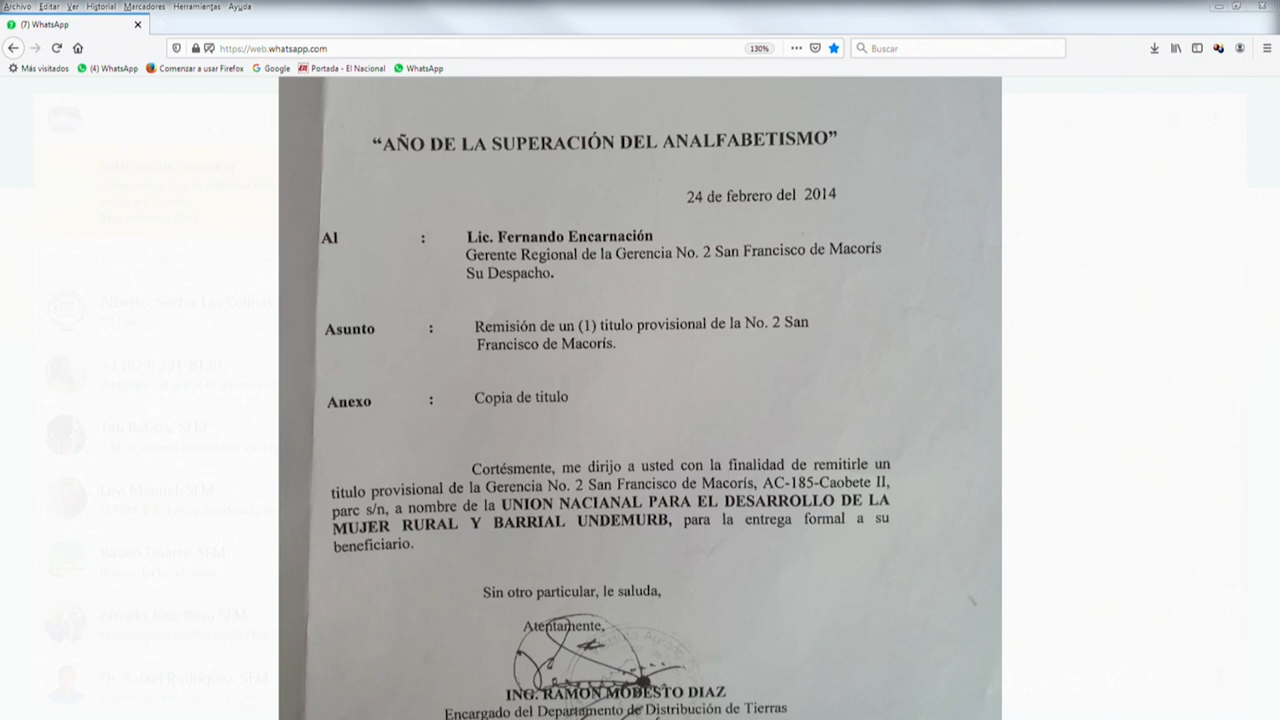 Archivo Editar Ver Historial Marcadores Herramientas Ayuda
(7) WhatsApp
https://web.whatsapp.com
130%
Buscar
Más visitados (4) WhatsApp Comenzar a usar Firefox Google Portada - El Nacional WhatsApp
“AÑO DE LA SUPERACIÓN DEL ANALFABETISMO”
24 de febrero del 2014
Al : Lic. Fernando Encarnación
Gerente Regional de la Gerencia No. 2 San Francisco de Macorís
Su Despacho.
Asunto : Remisión de un (1) titulo provisional de la No. 2 San
Francisco de Macorís.
Anexo : Copia de titulo
Cortésmente, me dirijo a usted con la finalidad de remitirle un
titulo provisional de la Gerencia No. 2 San Francisco de Macorís, AC-185-Caobete II,
parc s/n, a nombre de la UNION NACIANAL PARA EL DESARROLLO DE LA
MUJER RURAL Y BARRIAL UNDEMURB, para la entrega formal a su
beneficiario.
Sin otro particular, le saluda,
Atentamente,
ING. RAMON MODESTO DIAZ
Encargado del Departamento de Distribución de Tierras